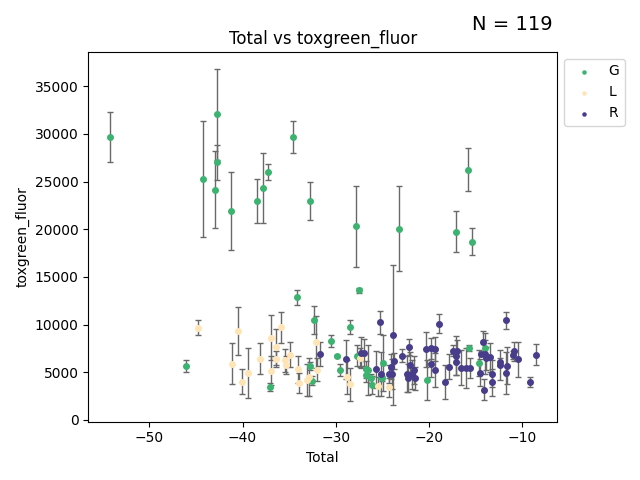 N = 119
Total vs toxgreen_fluor
G
L
R
toxgreen_fluor
35000
30000
25000
20000
15000
10000
5000
0
−50
−40
−30
−20
−10
Total